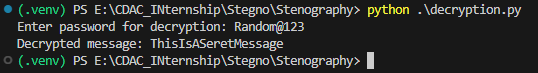 (.venv) PS E:\CDAC_INternship\Stegno\Stenography> python .\decryption.py
Enter password for decryption: Random@123
Decrypted message: ThisIsASeretMessage
(.venv) PS E:\CDAC_INternship\Stegno\Stenography>